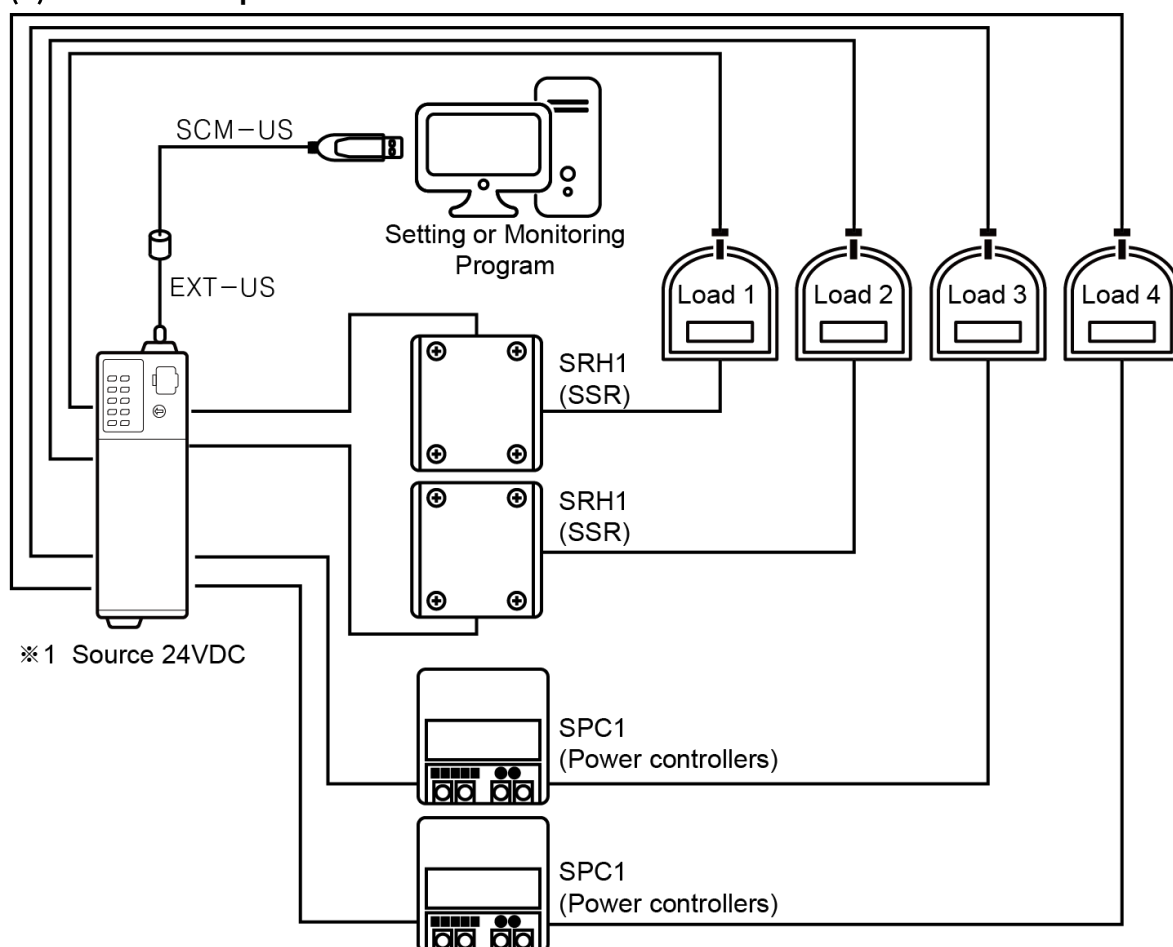 SCM-US
EXT-US
Setting or Monitoring
Program
Load 1
Load 2
Load 3
Load 4
SRH1
(SSR)
SRH1
(SSR)
※1 Source 24VDC
SPC1
(Power controllers)
SPC1
(Power controllers)